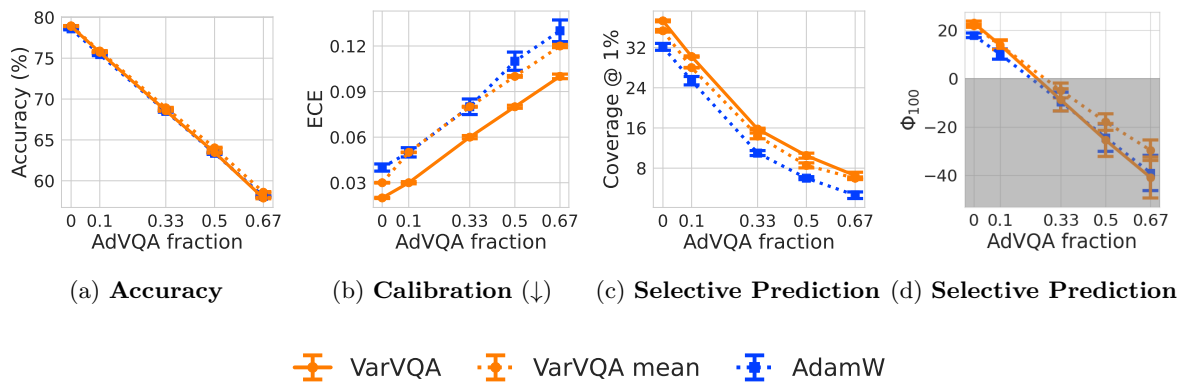 80
75
70
65
60
Accuracy (%)
0 0.1 0.33 0.5 0.67
AdVQA fraction
(a) Accuracy
0.12
0.09
0.06
0.03
ECE
0 0.1 0.33 0.5 0.67
AdVQA fraction
(b) Calibration (↓)
32
24
16
8
Coverage @ 1%
0 0.1 0.33 0.5 0.67
AdVQA fraction
(c) Selective Prediction
20
0
−20
−40
Φ₁₀₀
0 0.1 0.33 0.5 0.67
AdVQA fraction
(d) Selective Prediction
VarVQA
VarVQA mean
AdamW